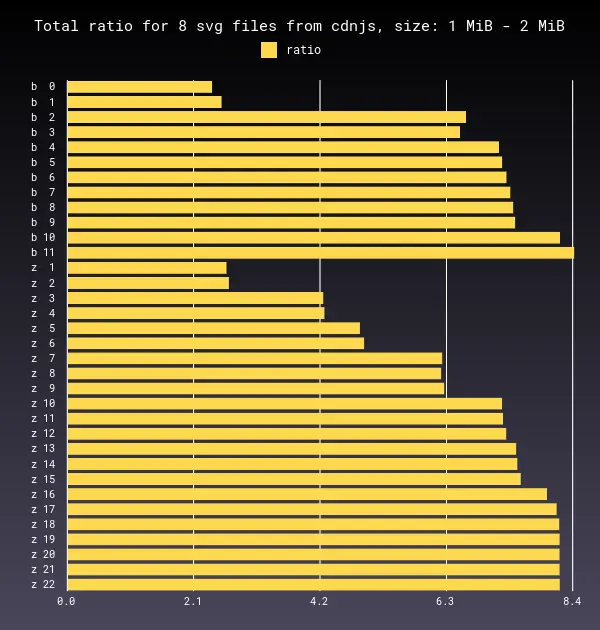 Total ratio for 8 svg files from cdnjs, size: 1 MiB - 2 MiB
ratio
b 0
b 1
b 2
b 3
b 4
b 5
b 6
b 7
b 8
b 9
b 10
b 11
z 1
z 2
z 3
z 4
z 5
z 6
z 7
z 8
z 9
z 10
z 11
z 12
z 13
z 14
z 15
z 16
z 17
z 18
z 19
z 20
z 21
z 22
0.0 2.1 4.2 6.3 8.4